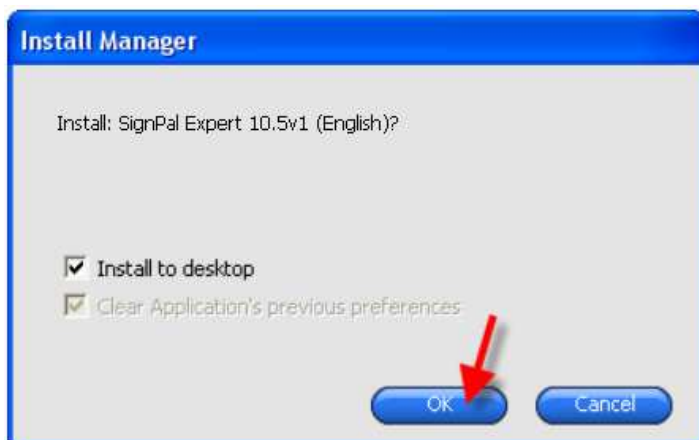 Install Manager
Install: SignPal Expert 10.5v1 (English)?
Install to desktop
Clear Application's previous preferences
OK Cancel